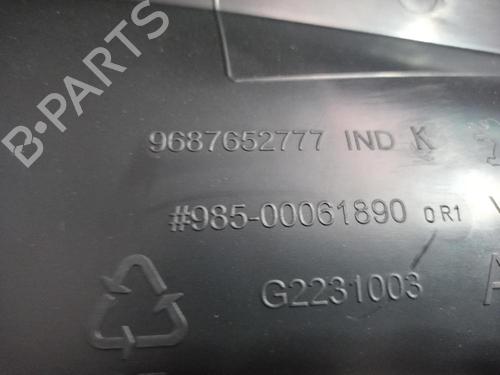 B-PARTS
9687652777 IND K
#985-00061890 0R1
G2231003